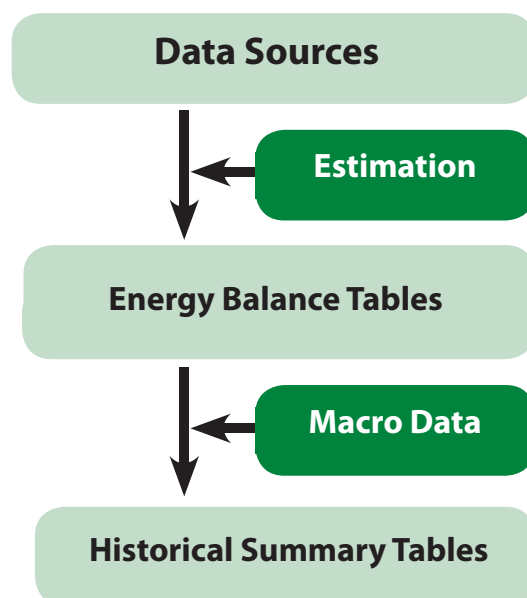 Data Sources
Estimation
Energy Balance Tables
Macro Data
Historical Summary Tables